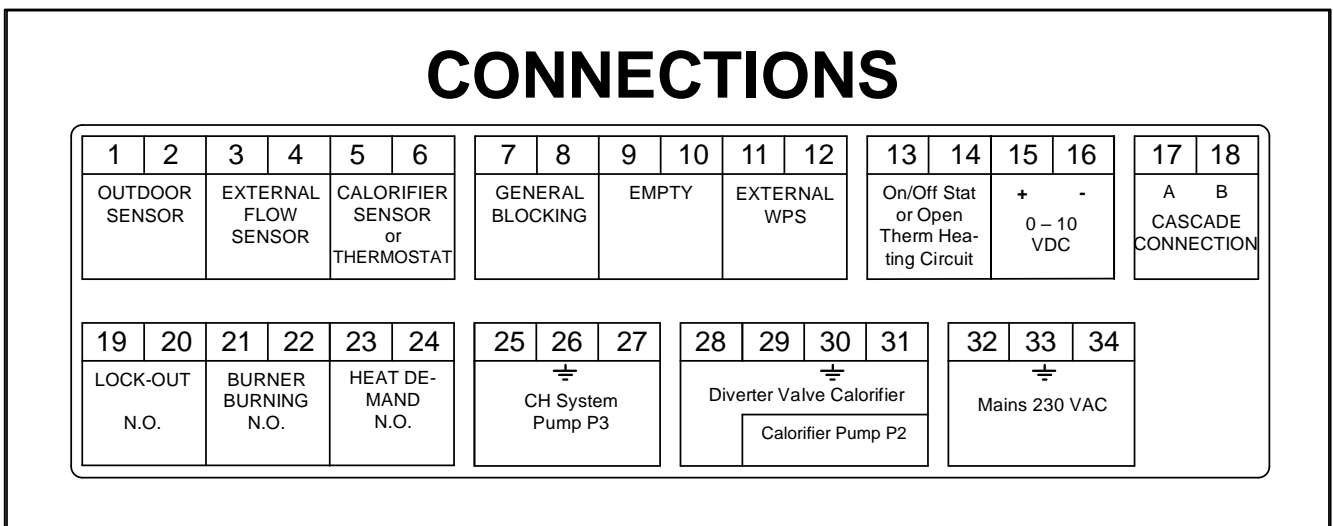 CONNECTIONS
1 2 3 4 5 6 7 8 9 10 11 12 13 14 15 16 17 18
OUTDOOR
SENSOR
EXTERNAL
FLOW
SENSOR
CALORIFIER
SENSOR
or
THERMOSTAT
GENERAL
BLOCKING
EMPTY
EXTERNAL
WPS
On/Off Stat
or Open
Therm Hea-
ting Circuit
+ -
0 – 10
VDC
A B
CASCADE
CONNECTION
19 20 21 22 23 24 25 26 27 28 29 30 31 32 33 34
LOCK-OUT
N.O.
BURNER
BURNING
N.O.
HEAT DE-
MAND
N.O.
CH System
Pump P3
Diverter Valve Calorifier
Calorifier Pump P2
Mains 230 VAC